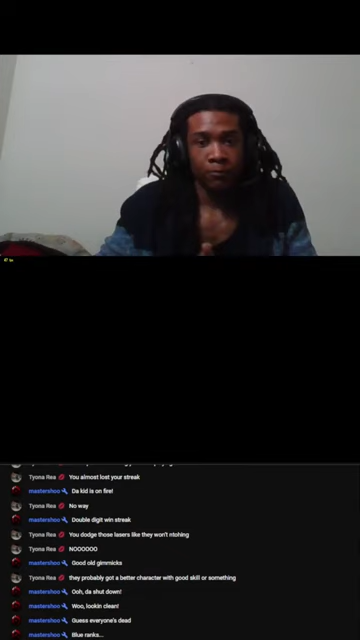 Tyona Rea You almost lost your streak
mastershoo Da kid is on fire!
Tyona Rea No way
mastershoo Double digit win streak
Tyona Rea You dodge those lasers like they won't ntohing
Tyona Rea NOOOOOO
mastershoo Good old gimmicks
Tyona Rea they probably got a better character with good skill or something
mastershoo Ooh, da shut down!
mastershoo Woo, lookin clean!
mastershoo Guess everyone's dead
mastershoo Blue ranks...